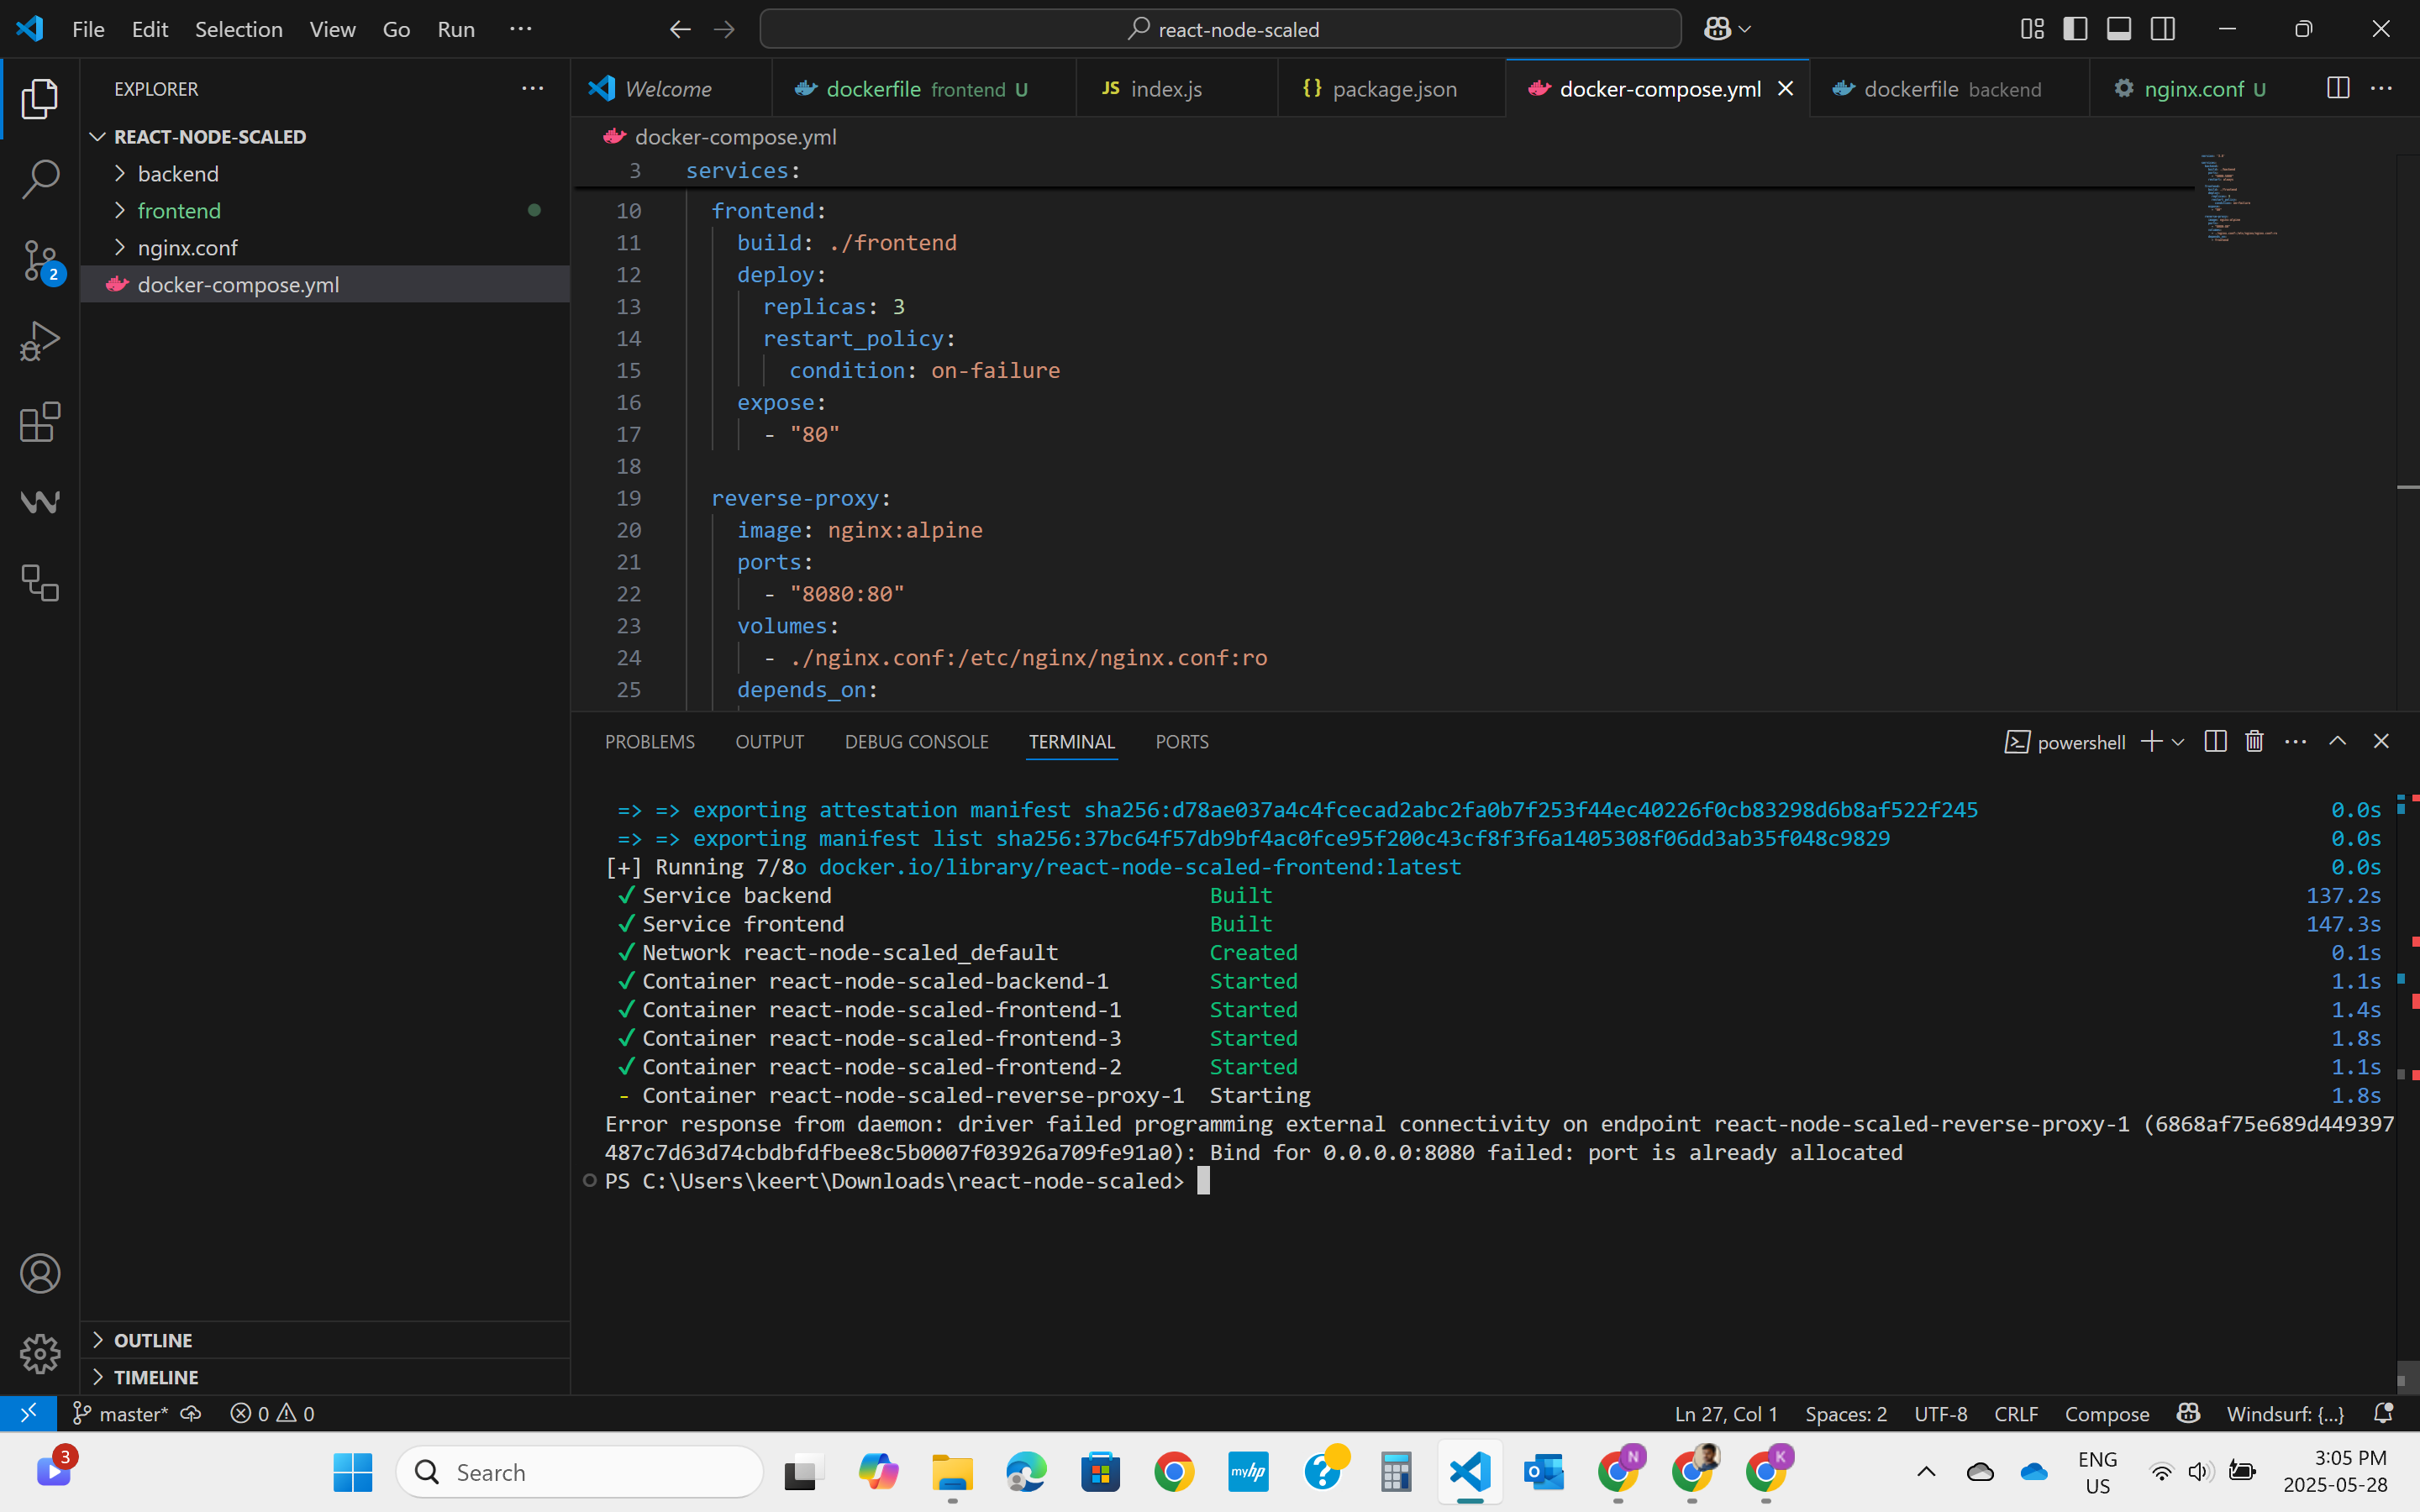 File Edit Selection View Go Run ···
react-node-scaled
EXPLORER
REACT-NODE-SCALED
backend
frontend
nginx.conf
docker-compose.yml
2
OUTLINE
TIMELINE
Welcome
dockerfile frontend U
JS index.js
{} package.json
docker-compose.yml
dockerfile backend
nginx.conf U
docker-compose.yml
3 services:
10 frontend:
11 build: ./frontend
12 deploy:
13 replicas: 3
14 restart_policy:
15 condition: on-failure
16 expose:
17 - "80"
18
19 reverse-proxy:
20 image: nginx:alpine
21 ports:
22 - "8080:80"
23 volumes:
24 - ./nginx.conf:/etc/nginx/nginx.conf:ro
25 depends_on:
PROBLEMS OUTPUT DEBUG CONSOLE TERMINAL PORTS
powershell
=> => exporting attestation manifest sha256:d78ae037a4c4fcecad2abc2fa0b7f253f44ec40226f0cb83298d6b8af522f245 0.0s
=> => exporting manifest list sha256:37bc64f57db9bf4ac0fce95f200c43cf8f3f6a1405308f06dd3ab35f048c9829 0.0s
[+] Running 7/8o docker.io/library/react-node-scaled-frontend:latest 0.0s
✓ Service backend Built 137.2s
✓ Service frontend Built 147.3s
✓ Network react-node-scaled_default Created 0.1s
✓ Container react-node-scaled-backend-1 Started 1.1s
✓ Container react-node-scaled-frontend-1 Started 1.4s
✓ Container react-node-scaled-frontend-3 Started 1.8s
✓ Container react-node-scaled-frontend-2 Started 1.1s
- Container react-node-scaled-reverse-proxy-1 Starting 1.8s
Error response from daemon: driver failed programming external connectivity on endpoint react-node-scaled-reverse-proxy-1 (6868af75e689d449397
487c7d63d74cbdbfdfbee8c5b0007f03926a709fe91a0): Bind for 0.0.0.0:8080 failed: port is already allocated
PS C:\Users\keert\Downloads\react-node-scaled>
master* 0 0
Ln 27, Col 1 Spaces: 2 UTF-8 CRLF Compose Windsurf: {...}
3
Search
myhp
N
K
ENG
US
3:05 PM
2025-05-28